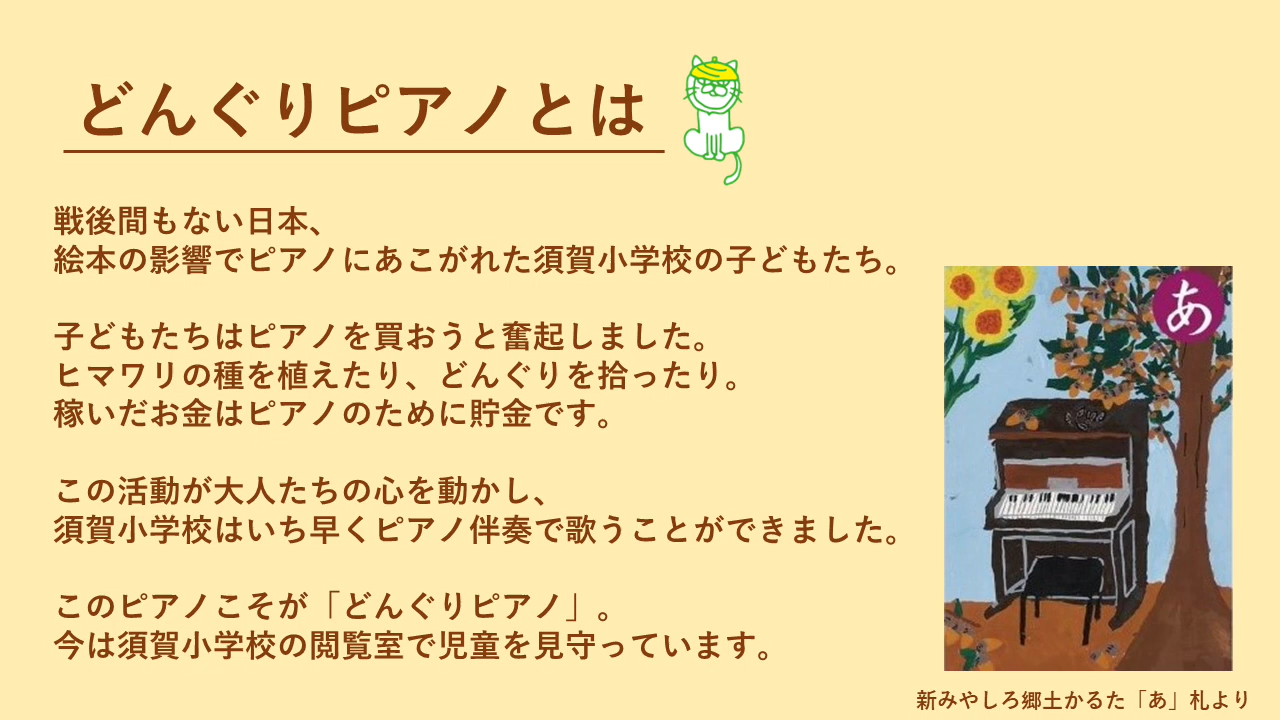 どんぐりピアノとは
戦後間もない日本、
絵本の影響でピアノにあこがれた須賀小学校の子どもたち。
子どもたちはピアノを買おうと奮起しました。
ヒマワリの種を植えたり、どんぐりを拾ったり。
稼いだお金はピアノのために貯金です。
この活動が大人たちの心を動かし、
須賀小学校はいち早くピアノ伴奏で歌うことができました。
このピアノこそが「どんぐりピアノ」。
今は須賀小学校の閲覧室で児童を見守っています。
あ
新みやしろ郷土かるた「あ」札より